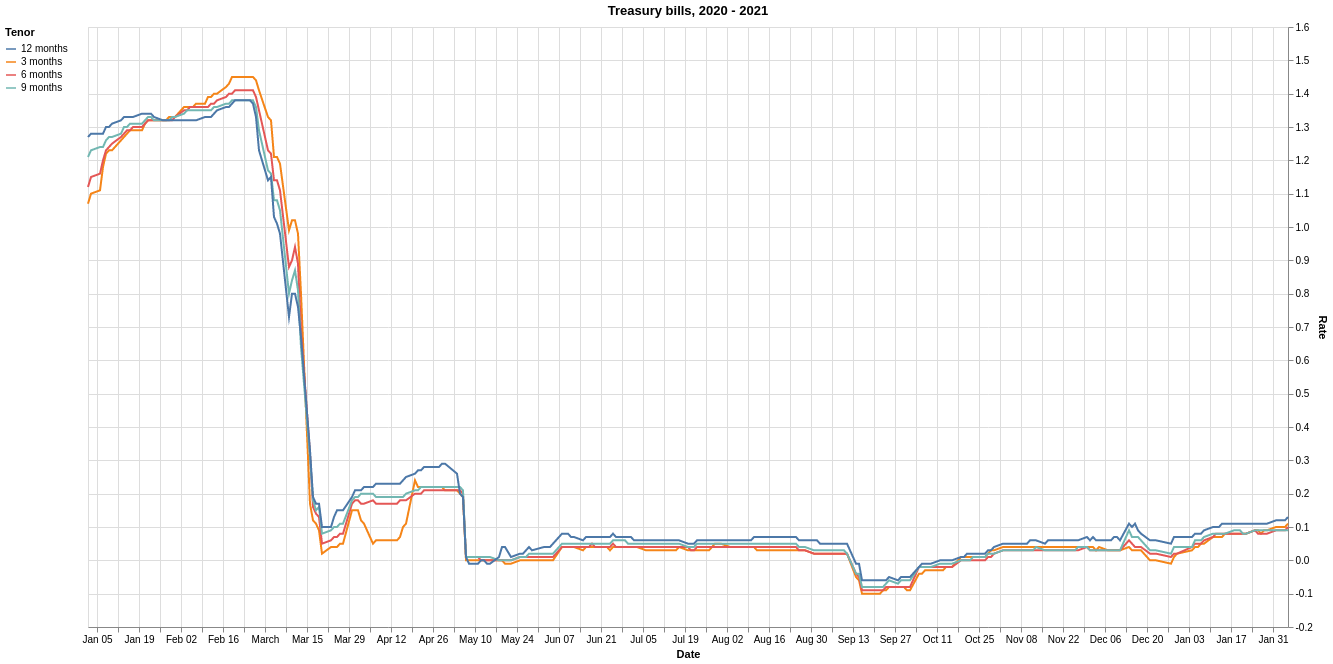 Treasury bills, 2020 - 2021
Tenor
12 months
3 months
6 months
9 months
1.6
1.5
1.4
1.3
1.2
1.1
1.0
0.9
0.8
0.7
0.6
0.5
0.4
0.3
0.2
0.1
0.0
-0.1
-0.2
Rate
Jan 05 Jan 19 Feb 02 Feb 16 March Mar 15 Mar 29 Apr 12 Apr 26 May 10 May 24 Jun 07 Jun 21 Jul 05 Jul 19 Aug 02 Aug 16 Aug 30 Sep 13 Sep 27 Oct 11 Oct 25 Nov 08 Nov 22 Dec 06 Dec 20 Jan 03 Jan 17 Jan 31
Date